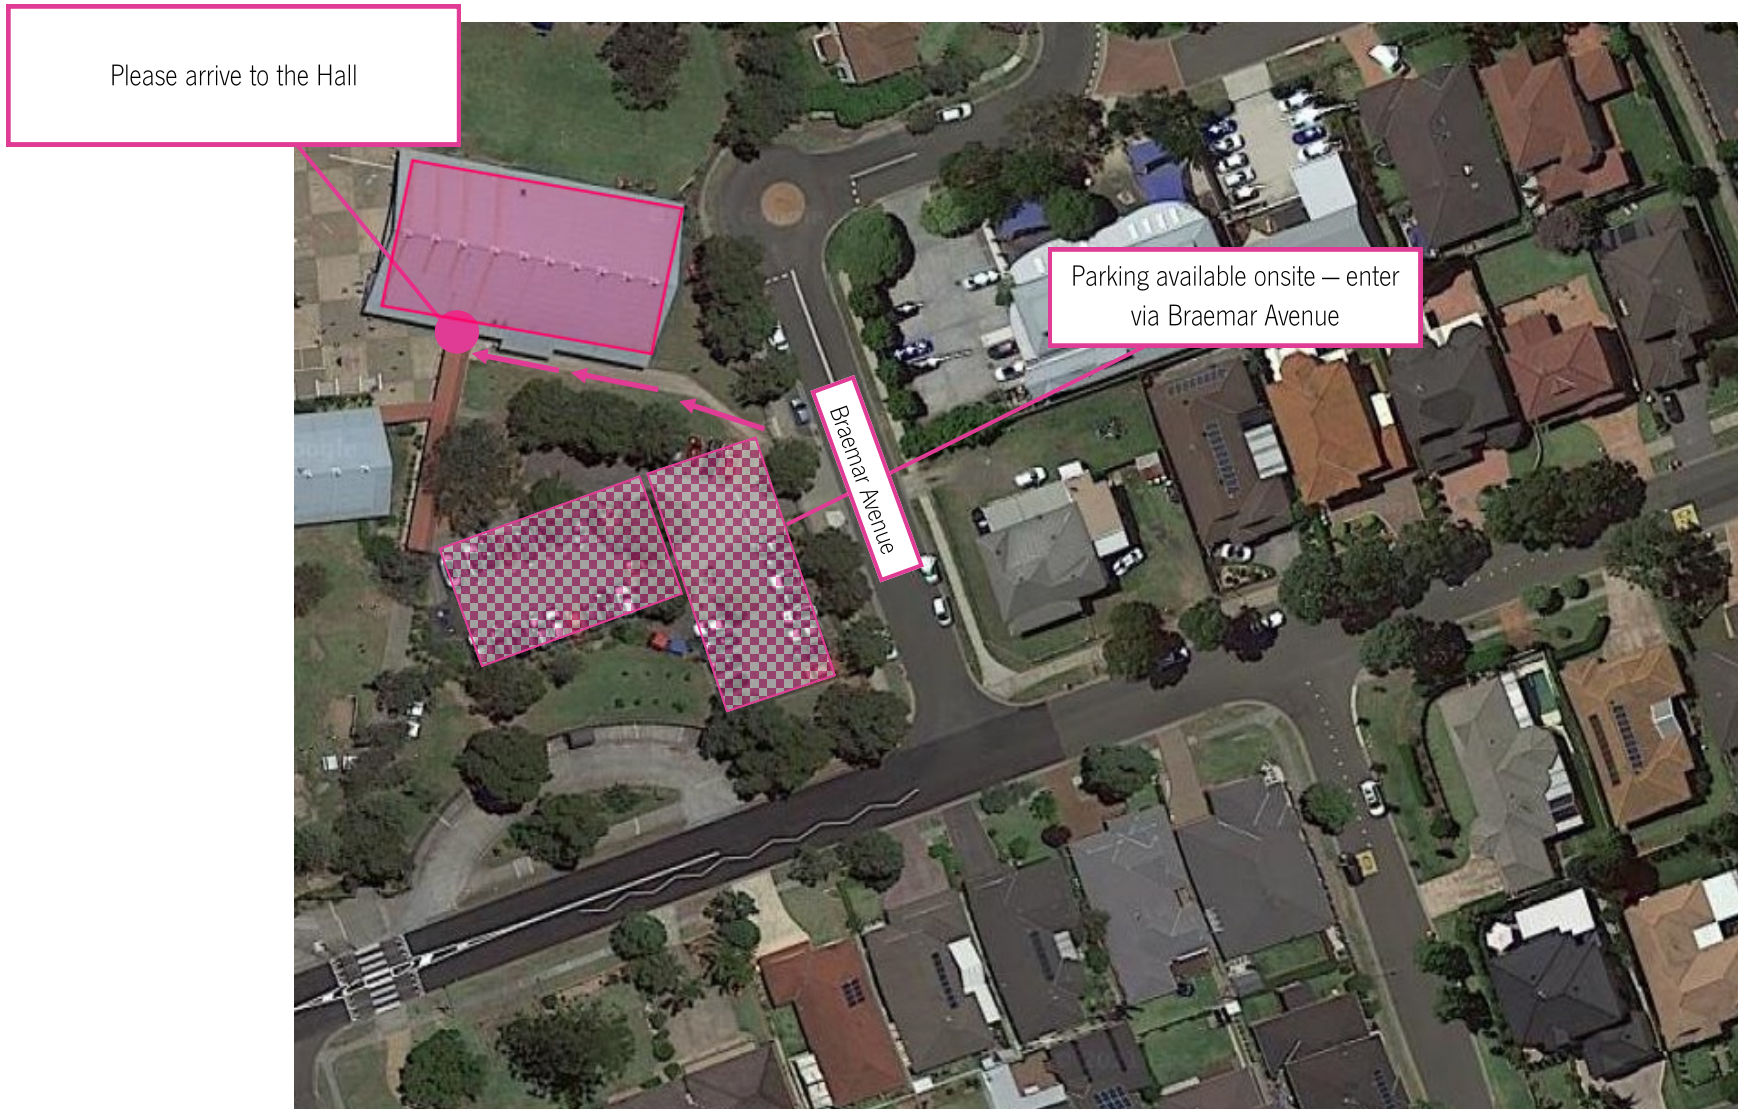 Please arrive to the Hall
Parking available onsite – enter
via Braemar Avenue
Braemar Avenue